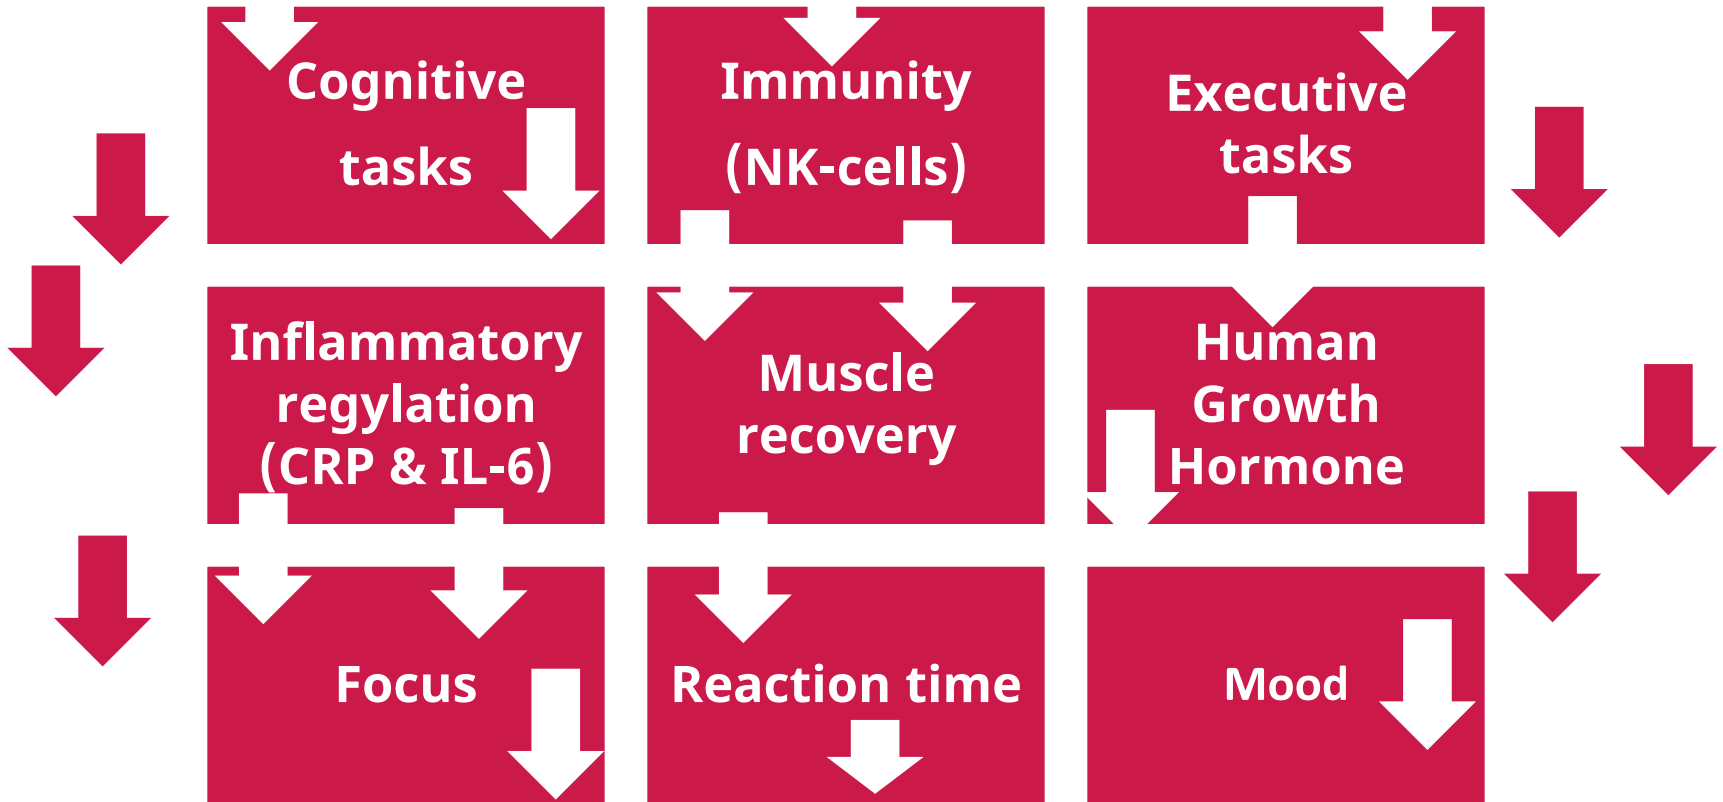 Cognitive
tasks
Immunity
(NK-cells)
Executive
tasks
Inflammatory
regylation
(CRP & IL-6)
Muscle
recovery
Human
Growth
Hormone
Focus
Reaction time
Mood